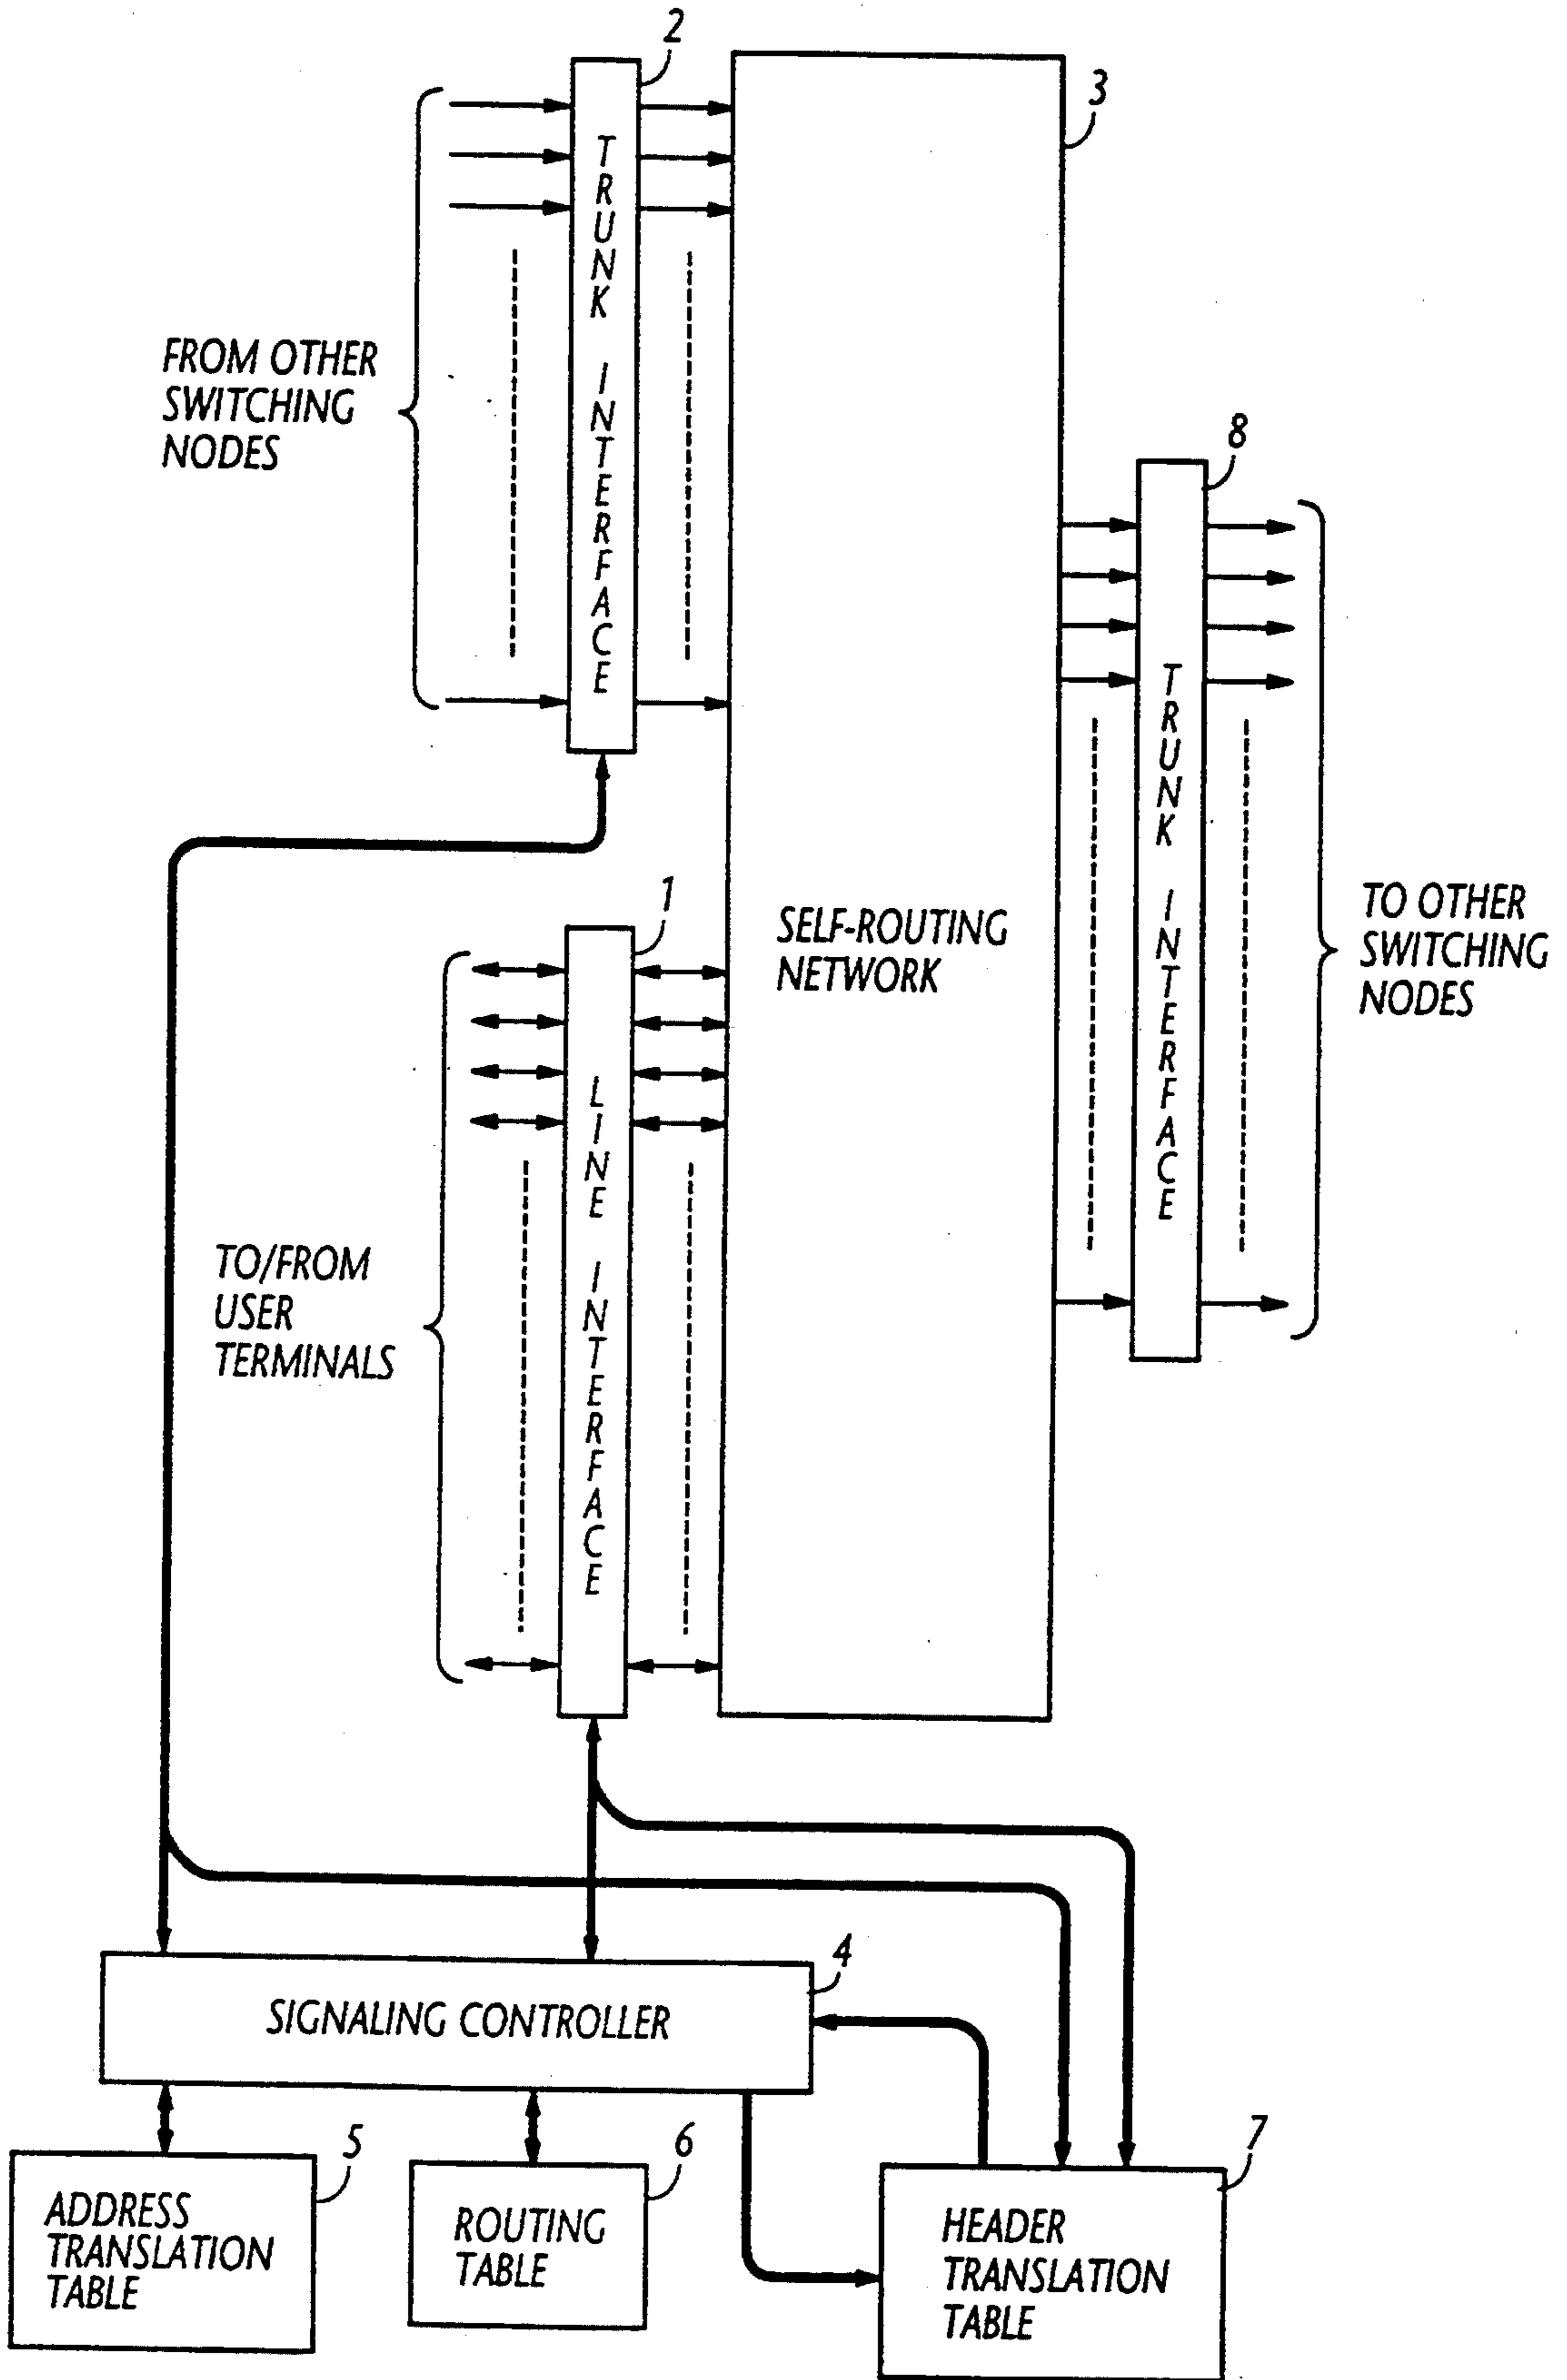 2
3
TRUNK INTERFACE
FROM OTHER
SWITCHING
NODES
8
TRUNK INTERFACE
1
SELF-ROUTING
NETWORK
TO OTHER
SWITCHING
NODES
LINE INTERFACE
TO/FROM
USER
TERMINALS
4
SIGNALING CONTROLLER
5
6
7
ADDRESS
TRANSLATION
TABLE
ROUTING
TABLE
HEADER
TRANSLATION
TABLE